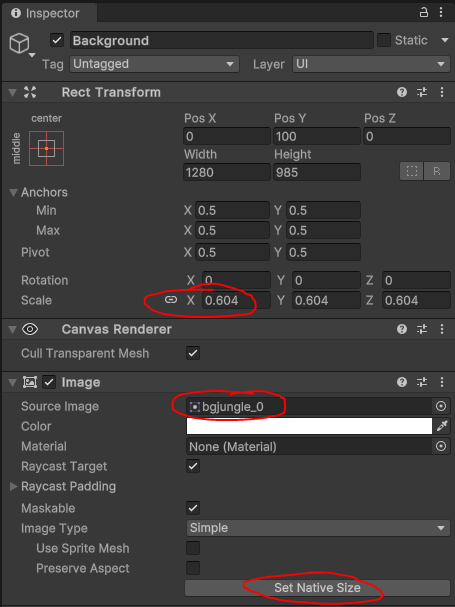 Inspector
Background Static
Tag Untagged Layer UI
Rect Transform
center Pos X Pos Y Pos Z
middle 0 100 0
Width Height
1280 985 R
Anchors
Min X 0.5 Y 0.5
Max X 0.5 Y 0.5
Pivot X 0.5 Y 0.5
Rotation X 0 Y 0 Z 0
Scale X 0.604 Y 0.604 Z 0.604
Canvas Renderer
Cull Transparent Mesh
Image
Source Image bgjungle_0
Color
Material None (Material)
Raycast Target
Raycast Padding
Maskable
Image Type Simple
Use Sprite Mesh
Preserve Aspect
Set Native Size